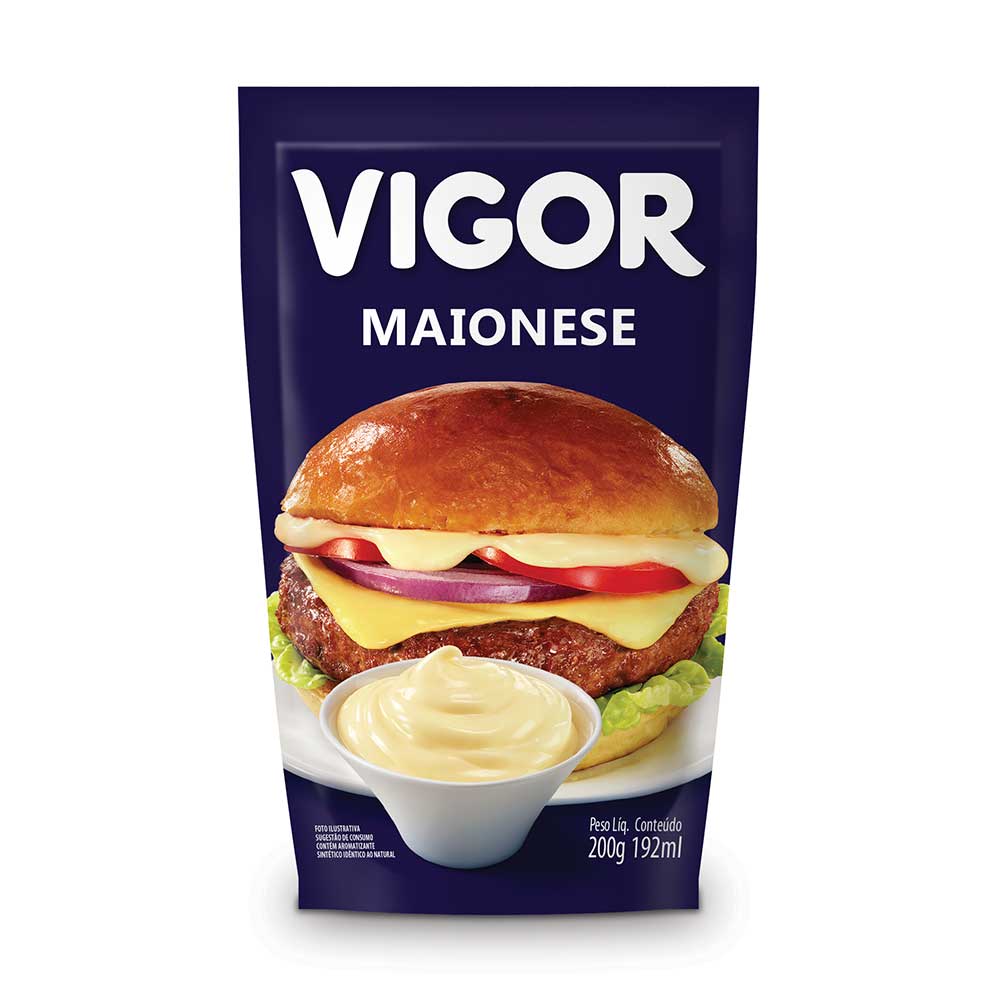 VIGOR
MAIONESE
FOTO ILUSTRATIVA
SUGESTÃO DE CONSUMO
CONTÉM AROMATIZANTE
SINTÉTICO IDÊNTICO AO NATURAL
Peso Líq. Conteúdo
200g 192ml